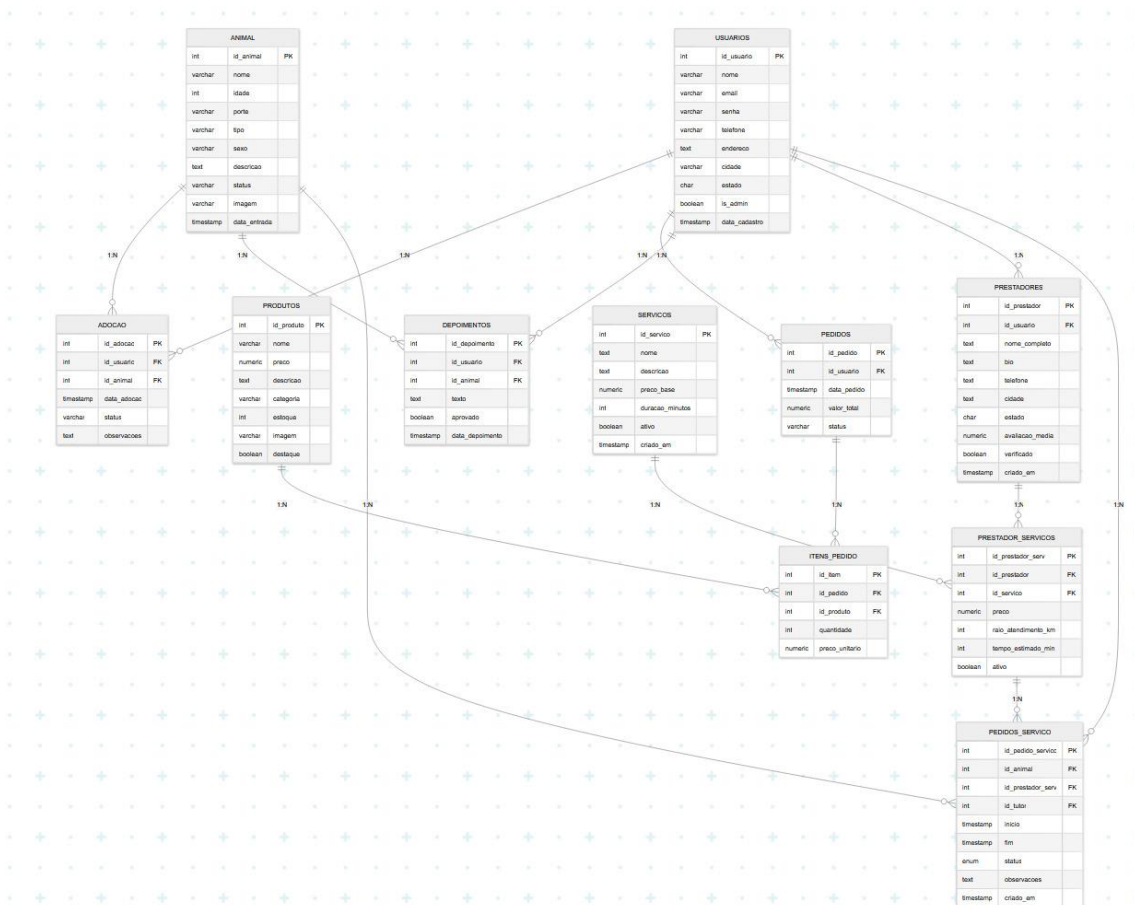 ANIMAL
int id_animal PK
varchar nome
int idade
varchar porte
varchar tipo
varchar sexo
text descricao
varchar status
varchar imagem
timestamp data_entrada
USUARIOS
int id_usuario PK
varchar nome
varchar email
varchar senha
varchar telefone
text endereco
varchar cidade
char estado
boolean is_admin
timestamp data_cadastro
1:N
1:N
1:N
1:N
1:N
1:N
ADOCAO
int id_adocao PK
int id_usuario FK
int id_animal FK
timestamp data_adocao
varchar status
text observacoes
PRODUTOS
int id_produto PK
varchar nome
numeric preco
text descricao
varchar categoria
int estoque
varchar imagem
boolean destaque
DEPOIMENTOS
int id_depoimento PK
int id_usuario FK
int id_animal FK
text texto
boolean aprovado
timestamp data_depoimento
SERVICOS
int id_servico PK
text nome
text descricao
numeric preco_base
int duracao_minutos
boolean ativo
timestamp criado_em
PEDIDOS
int id_pedido PK
int id_usuario FK
timestamp data_pedido
numeric valor_total
varchar status
PRESTADORES
int id_prestador PK
int id_usuario FK
text nome_completo
text bio
text telefone
text cidade
char estado
numeric avaliacao_media
boolean verificado
timestamp criado_em
1:N
1:N
1:N
1:N
1:N
1:N
ITENS_PEDIDO
int id_item PK
int id_pedido FK
int id_produto FK
int quantidade
numeric preco_unitario
PRESTADOR_SERVICOS
int id_prestador_serv PK
int id_prestador FK
int id_servico FK
numeric preco
int raio_atendimento_km
int tempo_estimado_min
boolean ativo
1:N
PEDIDOS_SERVICO
int id_pedido_servico PK
int id_animal FK
int id_prestador_serv FK
int id_tutor FK
timestamp inicio
timestamp fim
enum status
text observacoes
timestamp criado_em